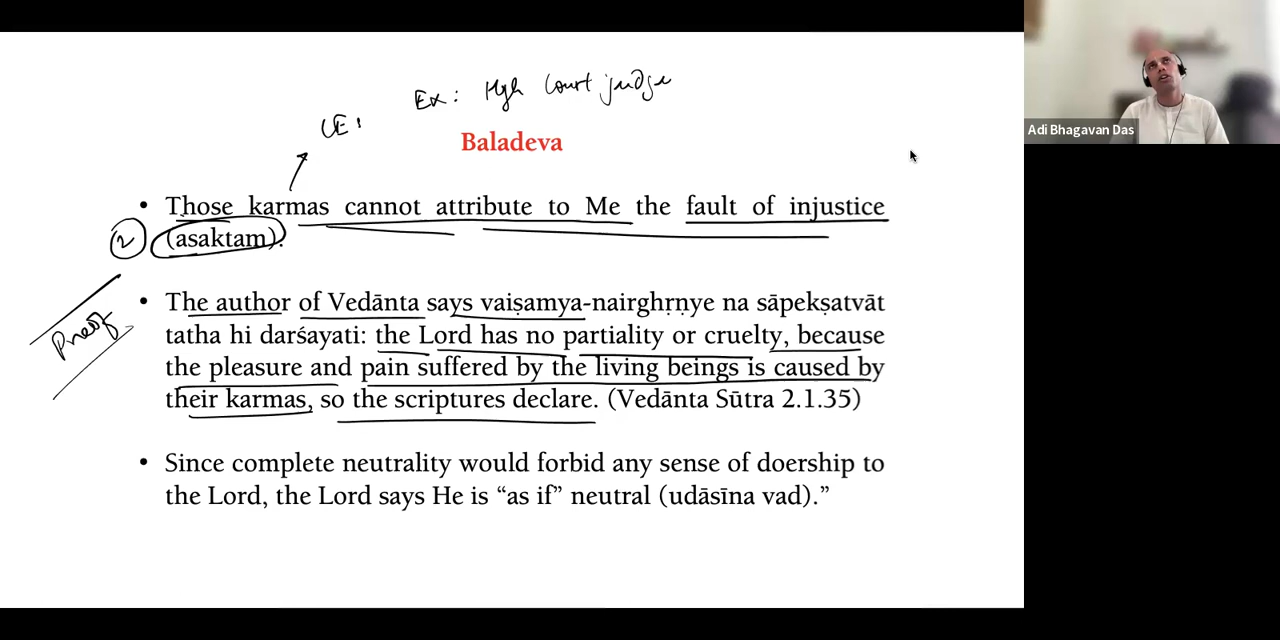 Ex: High Court judge
Baladeva
• Those karmas cannot attribute to Me the fault of injustice
2 (asaktam).
• The author of Vedānta says vaiṣamya-nairghṛṇye na sāpekṣatvāt
tatha hi darśayati: the Lord has no partiality or cruelty, because
the pleasure and pain suffered by the living beings is caused by
their karmas, so the scriptures declare. (Vedānta Sūtra 2.1.35)
Proof
• Since complete neutrality would forbid any sense of doership to
the Lord, the Lord says He is “as if” neutral (udāsīna vad).”
Adi Bhagavan Das